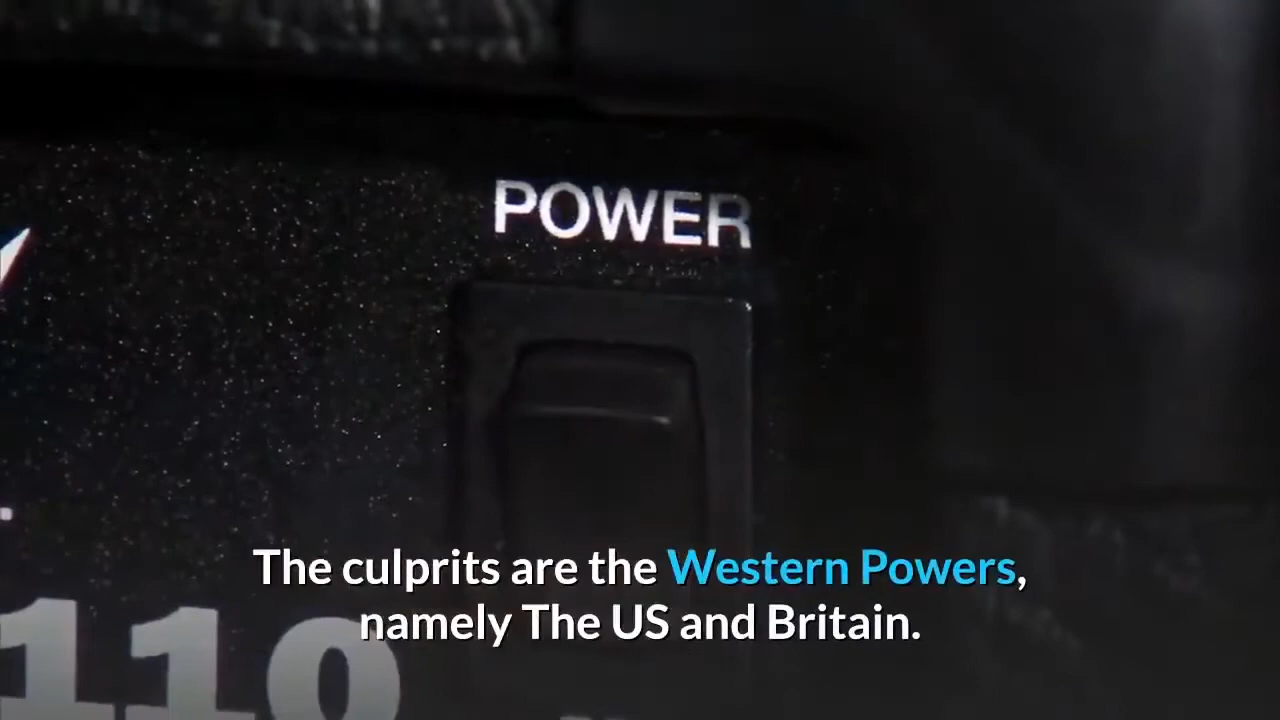 POWER
The culprits are the Western Powers,
namely The US and Britain.
110